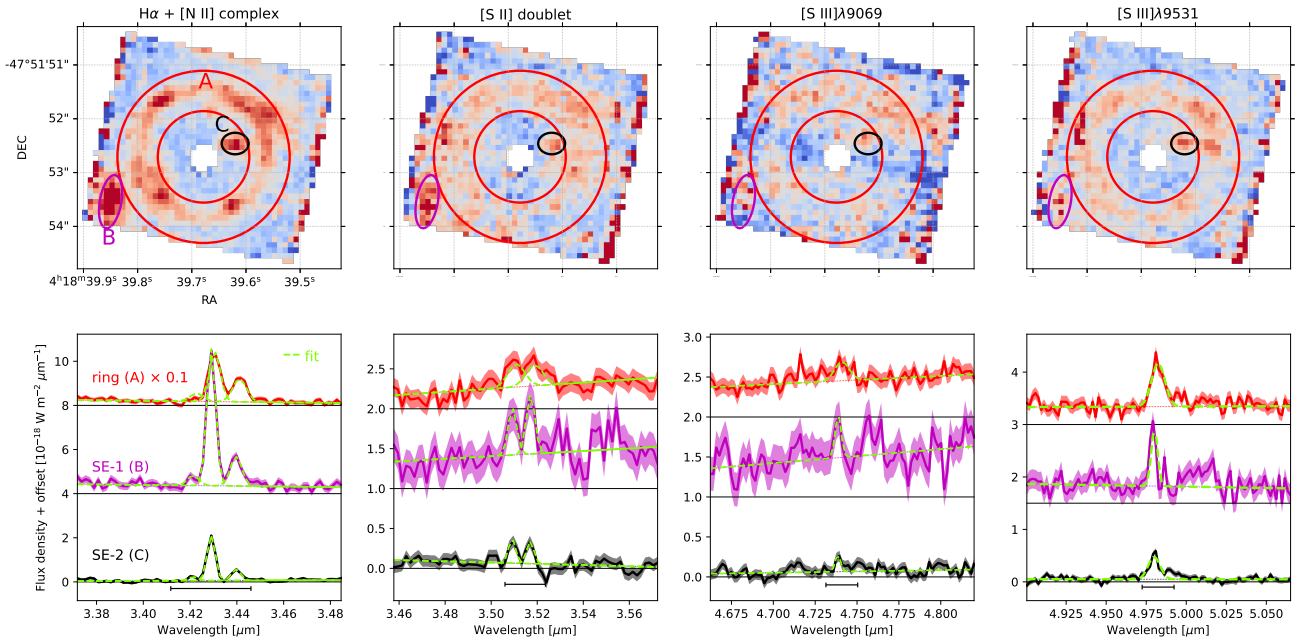 Hα + [N II] complex
[S II] doublet
[S III]λ9069
[S III]λ9531
-47°51'51"
52"
53"
54"
DEC
A
C
B
4ʰ18ᵐ39.9ˢ 39.85 39.75 39.65 39.55
RA
Flux density + offset [10⁻¹⁸ W m⁻² μm⁻¹]
10
8
6
4
2
0
ring (A) × 0.1
SE-1 (B)
SE-2 (C)
fit
3.38 3.40 3.42 3.44 3.46 3.48
Wavelength [μm]
2.5
2.0
1.5
1.0
0.5
0.0
3.46 3.48 3.50 3.52 3.54 3.56
Wavelength [μm]
3.0
2.5
2.0
1.5
1.0
0.5
0.0
4.675 4.700 4.725 4.750 4.775 4.800
Wavelength [μm]
4
3
2
1
0
4.925 4.950 4.975 5.000 5.025 5.050
Wavelength [μm]